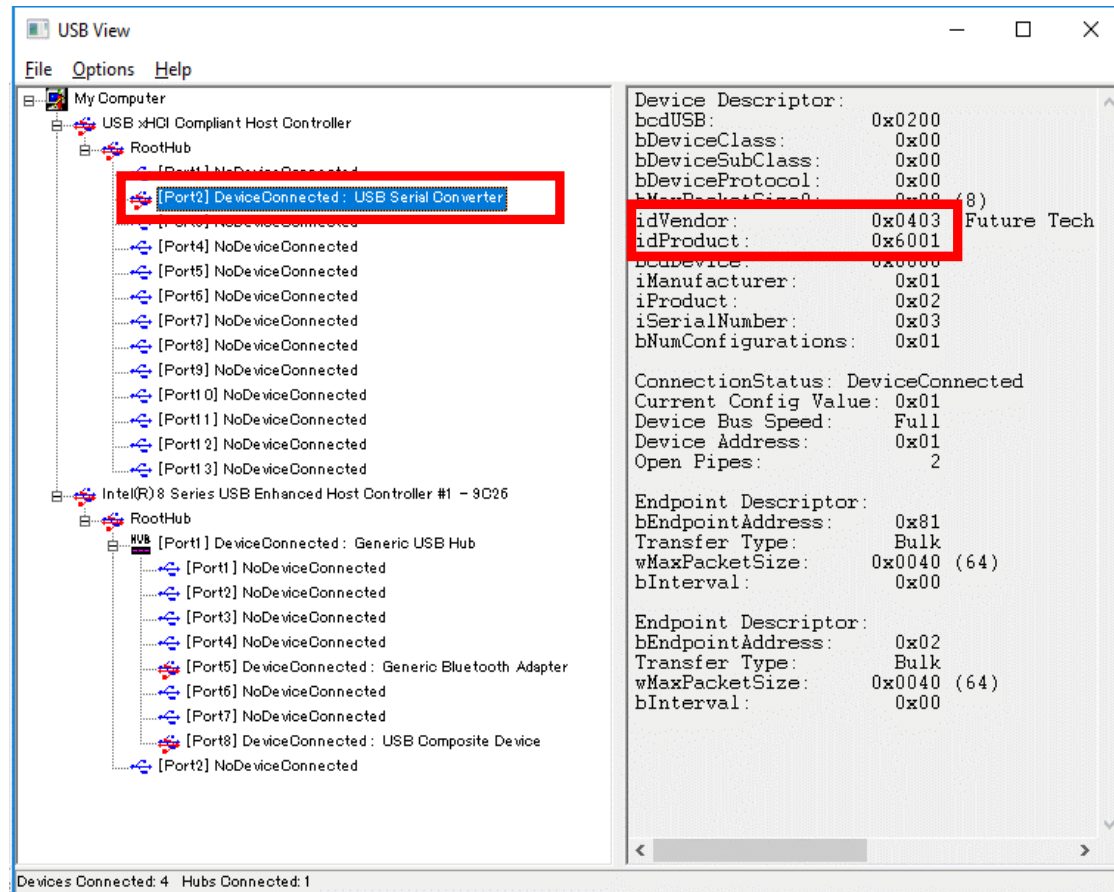 USB View
File Options Help
My Computer
USB xHCI Compliant Host Controller
RootHub
[Port1] NoDeviceConnected
[Port2] DeviceConnected : USB Serial Converter
NoDeviceConnected
[Port4] NoDeviceConnected
[Port5] NoDeviceConnected
[Port6] NoDeviceConnected
[Port7] NoDeviceConnected
[Port8] NoDeviceConnected
[Port9] NoDeviceConnected
[Port10] NoDeviceConnected
[Port11] NoDeviceConnected
[Port12] NoDeviceConnected
[Port13] NoDeviceConnected
Intel(R) 8 Series USB Enhanced Host Controller #1 - 9C26
RootHub
HUB [Port1] DeviceConnected : Generic USB Hub
[Port1] NoDeviceConnected
[Port2] NoDeviceConnected
[Port3] NoDeviceConnected
[Port4] NoDeviceConnected
[Port5] DeviceConnected : Generic Bluetooth Adapter
[Port6] NoDeviceConnected
[Port7] NoDeviceConnected
[Port8] DeviceConnected : USB Composite Device
[Port2] NoDeviceConnected
Device Descriptor:
bcdUSB: 0x0200
bDeviceClass: 0x00
bDeviceSubClass: 0x00
bDeviceProtocol: 0x00
bMaxPacketSize0: 0x08 (8)
idVendor: 0x0403 Future Tech
idProduct: 0x6001
bcdDevice: 0x0600
iManufacturer: 0x01
iProduct: 0x02
iSerialNumber: 0x03
bNumConfigurations: 0x01
ConnectionStatus: DeviceConnected
Current Config Value: 0x01
Device Bus Speed: Full
Device Address: 0x01
Open Pipes: 2
Endpoint Descriptor:
bEndpointAddress: 0x81
Transfer Type: Bulk
wMaxPacketSize: 0x0040 (64)
bInterval: 0x00
Endpoint Descriptor:
bEndpointAddress: 0x02
Transfer Type: Bulk
wMaxPacketSize: 0x0040 (64)
bInterval: 0x00
Devices Connected: 4 Hubs Connected: 1